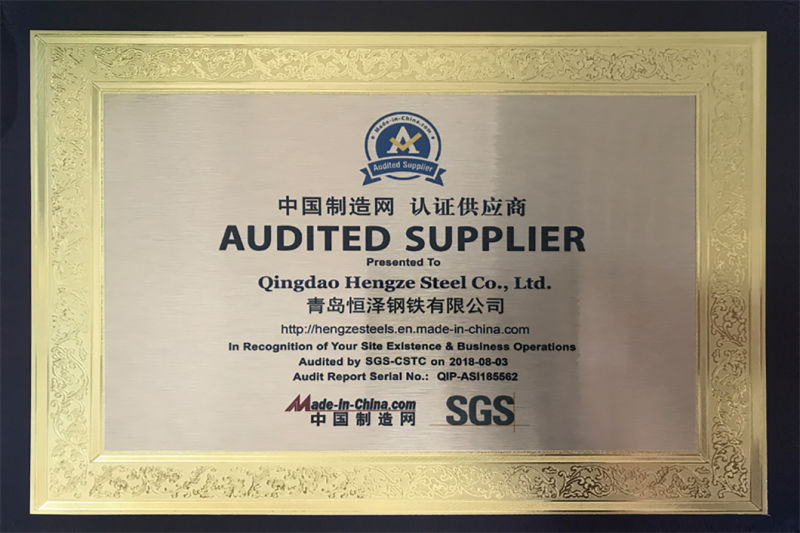 Made-in-China.com
A
Audited Supplier
中国制造网 认证供应商
AUDITED SUPPLIER
Presented To
Qingdao Hengze Steel Co., Ltd.
青岛恒泽钢铁有限公司
http://hengzesteels.en.made-in-china.com
In Recognition of Your Site Existence & Business Operations
Audited by SGS-CSTC on 2018-08-03
Audit Report Serial No.: QIP-ASI185562
Made-in-China.com
中国制造网
SGS